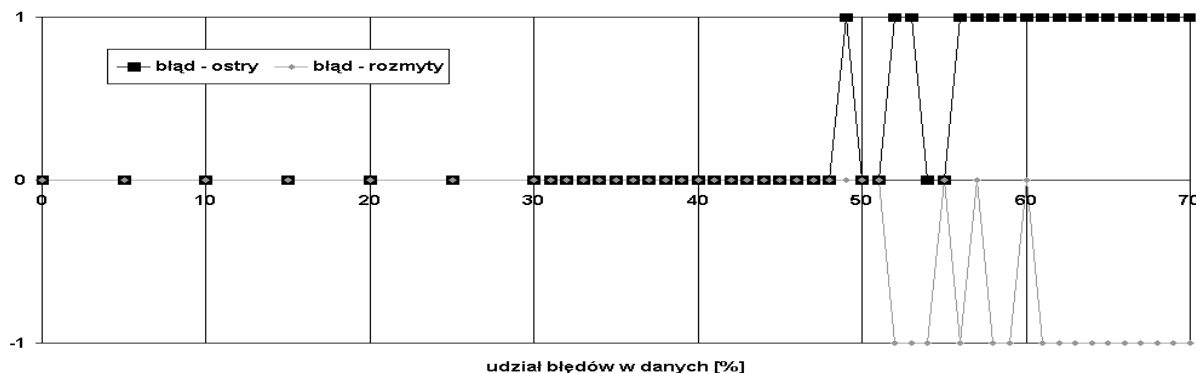 1
błąd - ostry błąd - rozmyty
0
0 10 20 30 40 50 60 70
-1
udział błędów w danych [%]